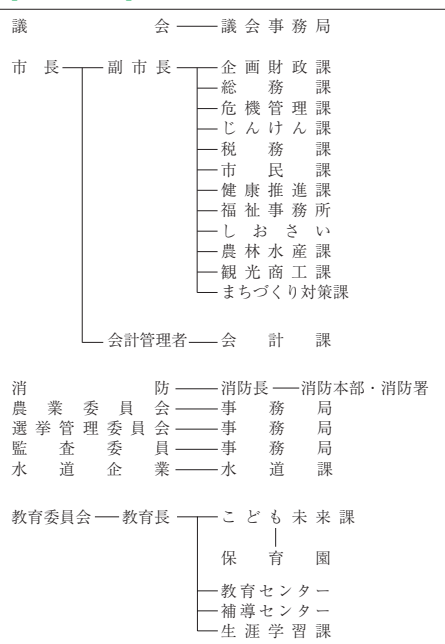 議会 議会事務局
市長 副市長 企画財政課
総務課
危機管理課
じんけん課
税務課
市民課
健康推進課
福祉事務所
しおさい
農林水産課
観光商工課
まちづくり対策課
会計管理者 会計課
消防 消防長 消防本部・消防署
農業委員会 事務局
選挙管理委員会 事務局
監査委員 事務局
水道企業 水道課
教育委員会 教育長 こども未来課
保育園
教育センター
補導センター
生涯学習課